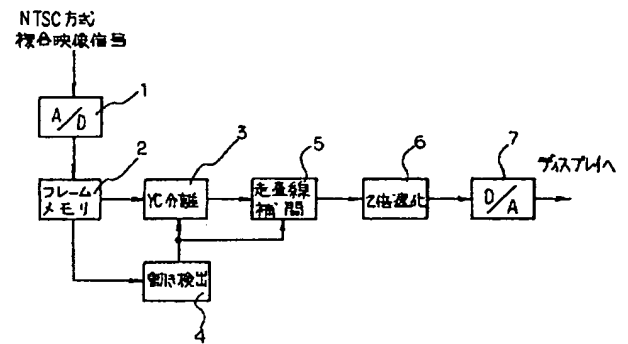 NTSC方式
複合映像信号
1
A/D
2
3
5
6
7
フレーム
メモリ
YC分離
走査線
補間
2倍速化
D/A
ディスプレイへ
動き検出
4